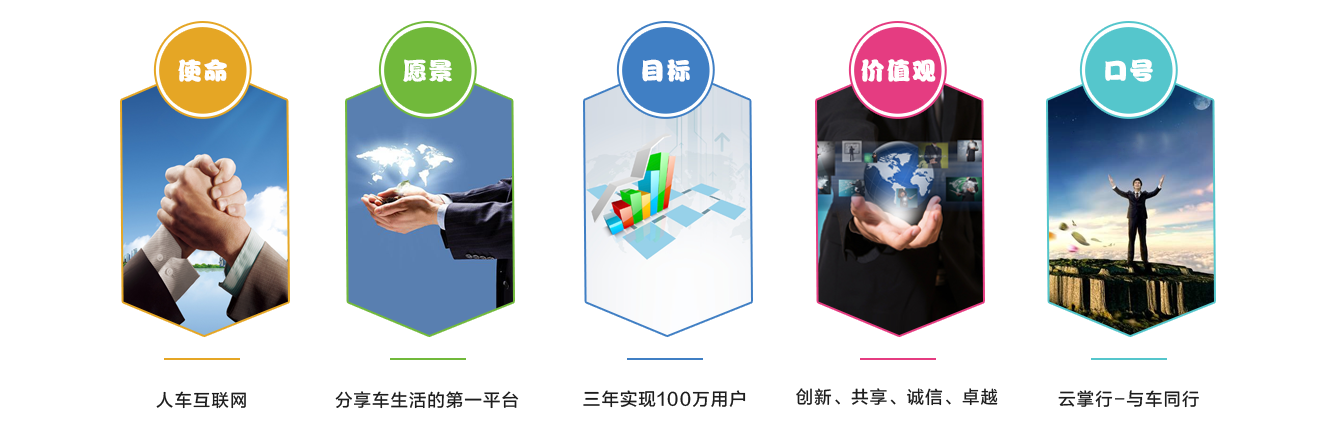 使命
愿景
目标
价值观
口号
人车互联网
分享车生活的第一平台
三年实现100万用户
创新、共享、诚信、卓越
云掌行-与车同行